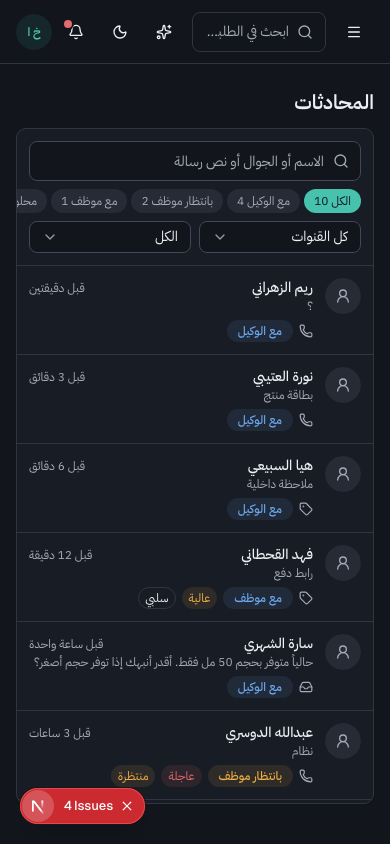 ابحث في الطلبـ...
خ ا
المحادثات
الاسم أو الجوال أو نص رسالة
الكل 10
مع الوكيل 4
بانتظار موظف 2
مع موظف 1
كل القنوات
الكل
ريم الزهراني
قبل دقيقتين
؟
مع الوكيل
نورة العتيبي
قبل 3 دقائق
بطاقة منتج
مع الوكيل
هيا السبيعي
قبل 6 دقائق
ملاحظة داخلية
مع الوكيل
فهد القحطاني
قبل 12 دقيقة
رابط دفع
مع موظف
عالية
سلبي
سارة الشهري
قبل ساعة واحدة
حالياً متوفر بحجم 50 مل فقط. أقدر أنبهك إذا توفر حجم أصغر؟
مع الوكيل
عبدالله الدوسري
قبل 3 ساعات
نظام
بانتظار موظف
عاجلة
منتظرة
N
4 Issues